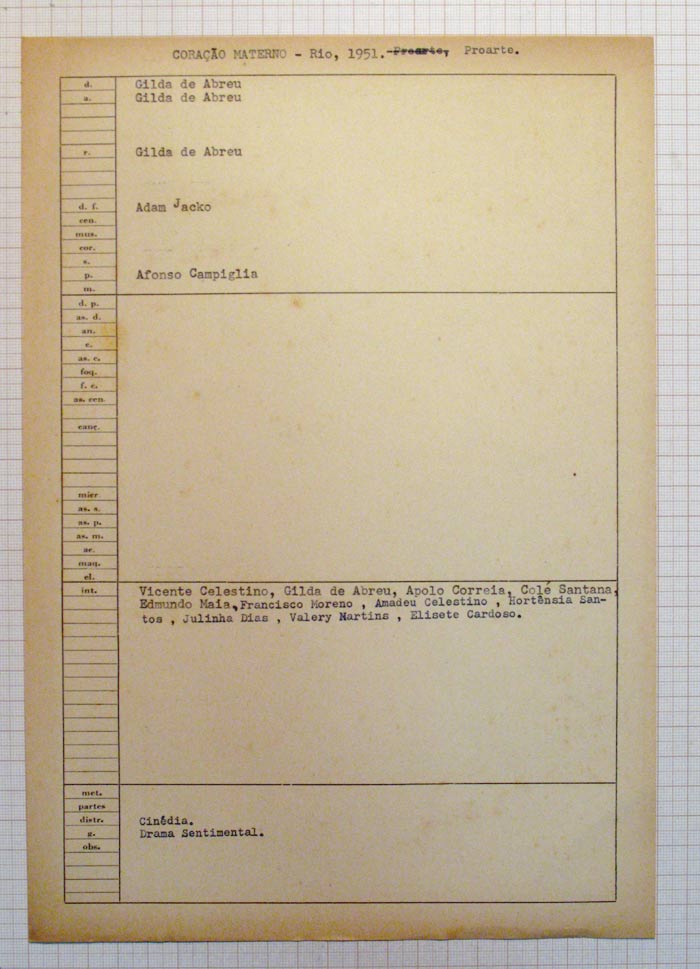 CORAÇÃO MATERNO - Rio, 1951. Proarte, Proarte.
d. Gilda de Abreu
a. Gilda de Abreu
r. Gilda de Abreu
d. f. Adam Jacko
cen.
mus.
cor.
s.
p. Afonso Campiglia
m.
d. p.
as. d.
an.
c.
as. c.
foq.
f. c.
as. cen.
canç.
micr.
as. s.
as. p.
as. m.
ac.
maq.
el.
int. Vicente Celestino, Gilda de Abreu, Apolo Correia, Colé Santana,
Edmundo Maia, Francisco Moreno , Amadeu Celestino , Hortênsia San-
tos , Julinha Dias , Valery Martins , Elisete Cardoso.
met.
partes
distr. Cinédia.
g. Drama Sentimental.
obs.